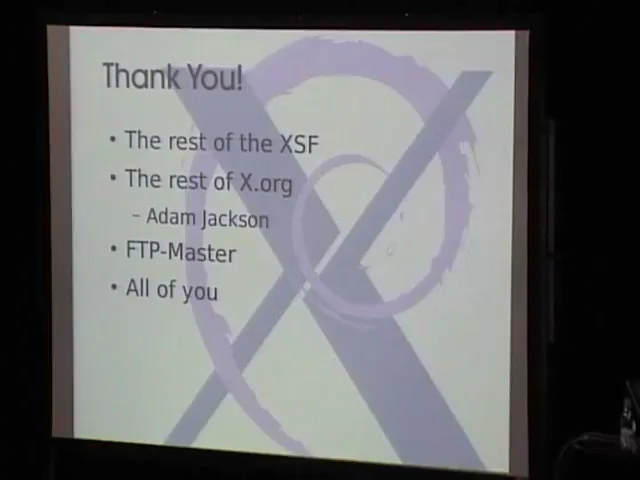 Thank You!
• The rest of the XSF
• The rest of X.org
– Adam Jackson
• FTP-Master
• All of you